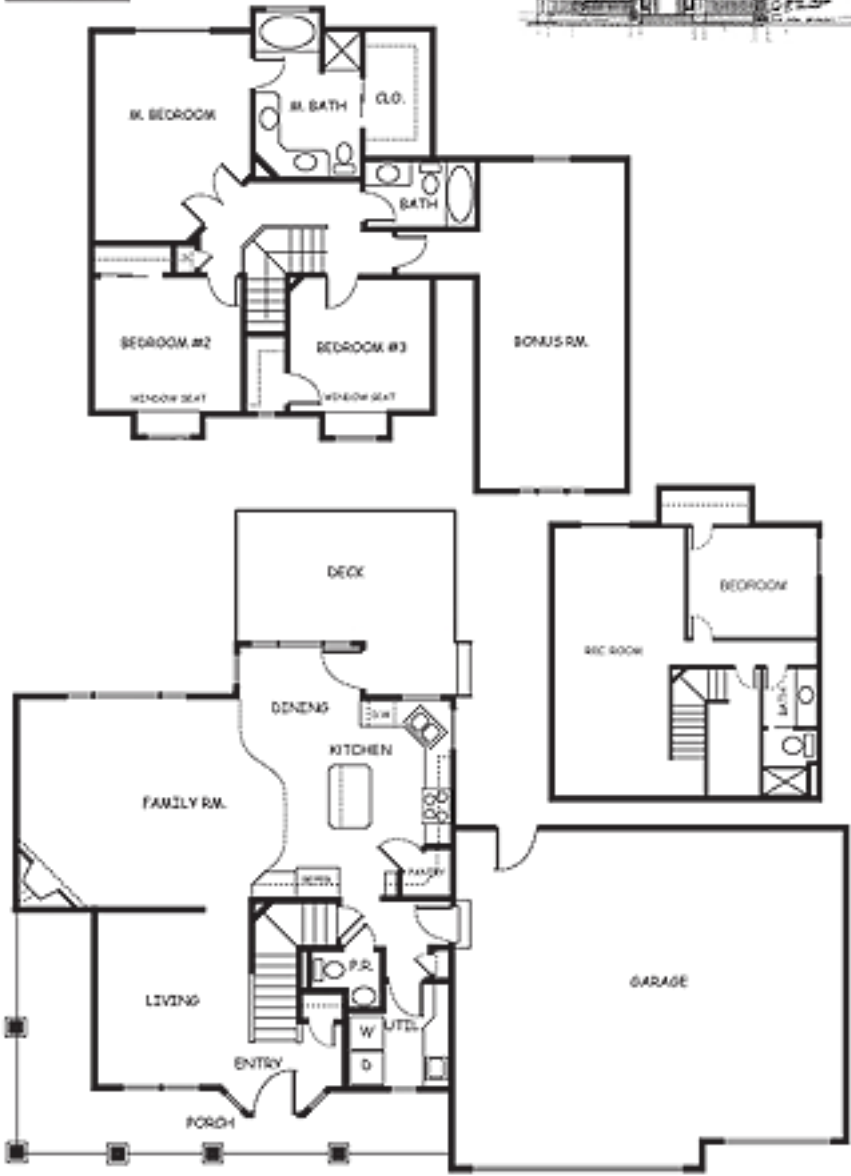 M. BEDROOM
M. BATH
CLO.
BATH
BEDROOM #2
WINDOW SEAT
BEDROOM #3
WINDOW SEAT
BONUS RM.
DECK
BEDROOM
REC ROOM
BATH
DINING
D/W
KITCHEN
FAMILY RM.
PANTRY
P.R.
LIVING
W
UTIL
D
ENTRY
PORCH
GARAGE